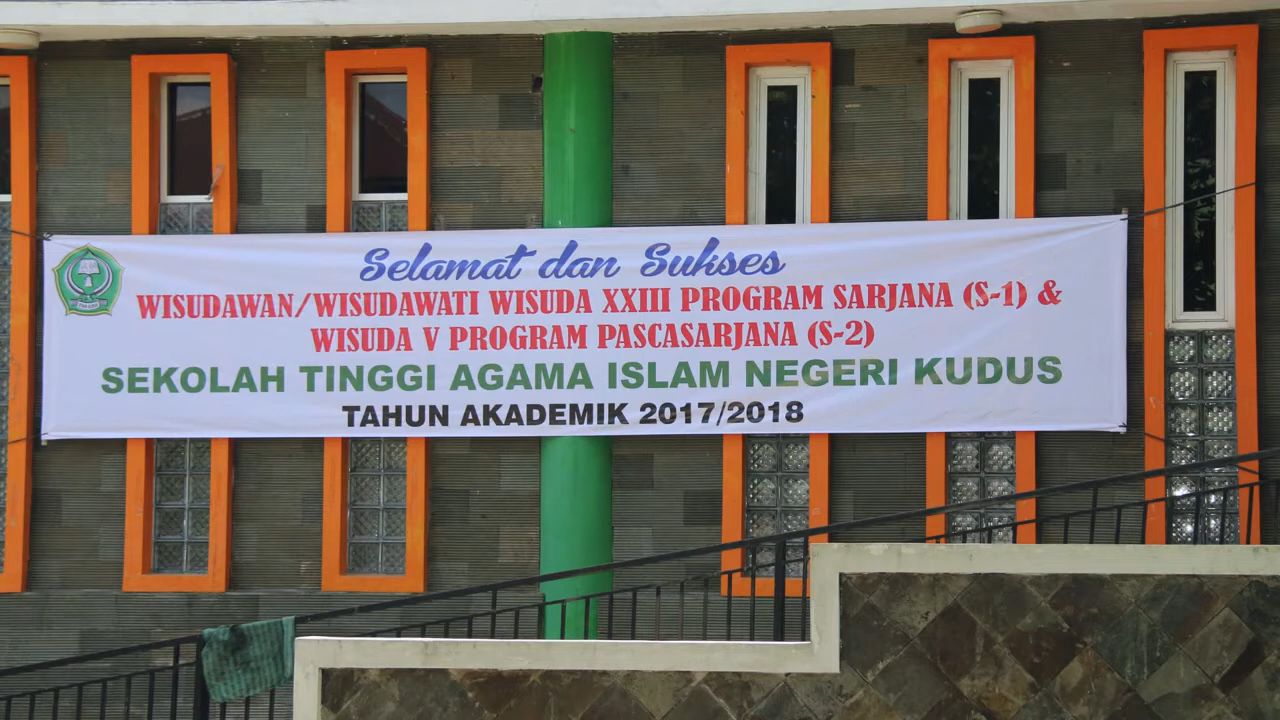 Selamat dan Sukses
WISUDAWAN/WISUDAWATI WISUDA XXIII PROGRAM SARJANA (S-1) &
WISUDA V PROGRAM PASCASARJANA (S-2)
SEKOLAH TINGGI AGAMA ISLAM NEGERI KUDUS
TAHUN AKADEMIK 2017/2018